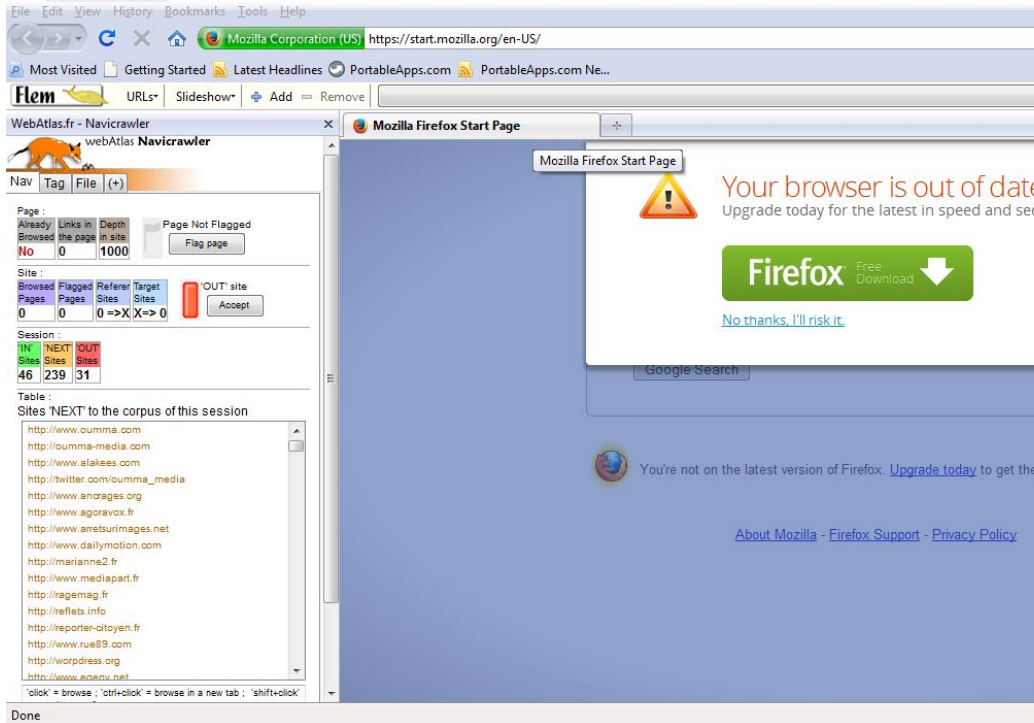 File Edit View History Bookmarks Tools Help
Mozilla Corporation (US) https://start.mozilla.org/en-US/
Most Visited Getting Started Latest Headlines PortableApps.com PortableApps.com Ne...
Flem URLs Slideshow Add Remove
WebAtlas.fr - Navicrawler
Mozilla Firefox Start Page
webAtlas Navicrawler
Mozilla Firefox Start Page
Nav Tag File (+)
Page :
Already Browsed Links in the page Depth in site Page Not Flagged
No 0 1000 Flag page
Site :
Browsed Pages Flagged Pages Referer Sites Target Sites 'OUT' site
0 0 0 =>X X=> 0 Accept
Session :
'IN' Sites 'NEXT' Sites 'OUT' Sites
46 239 31
Table :
Sites 'NEXT' to the corpus of this session
http://www.oumma.com
http://oumma-media.com
http://www.alakees.com
http://twitter.com/oumma_media
http://www.ancrages.org
http://www.agoravox.fr
http://www.arretsurimages.net
http://www.dailymotion.com
http://marianne2.fr
http://www.mediapart.fr
http://ragemag.fr
http://reflets.info
http://reporter-citoyen.fr
http://www.rue89.com
http://worpdress.org
'click' = browse ; 'ctrl+click' = browse in a new tab ; 'shift+click'
Done
Your browser is out of date
Upgrade today for the latest in speed and sec
Firefox Free Download
No thanks, I'll risk it.
Google Search
You're not on the latest version of Firefox. Upgrade today to get the
About Mozilla - Firefox Support - Privacy Policy